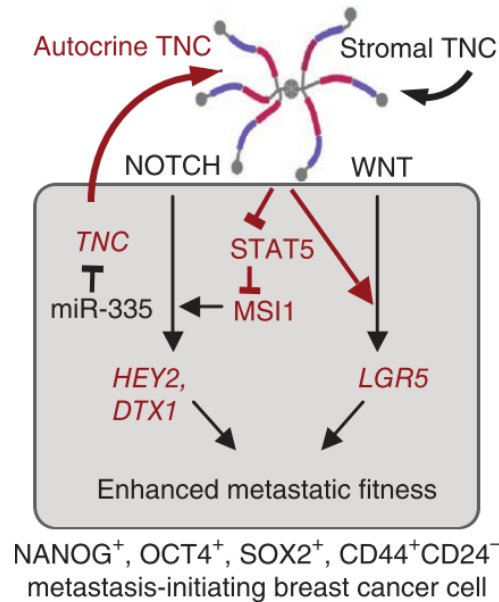 Autocrine TNC
Stromal TNC
NOTCH
WNT
TNC
STAT5
miR-335
MSI1
HEY2,
DTX1
LGR5
Enhanced metastatic fitness
NANOG⁺, OCT4⁺, SOX2⁺, CD44⁺CD24⁻
metastasis-initiating breast cancer cell